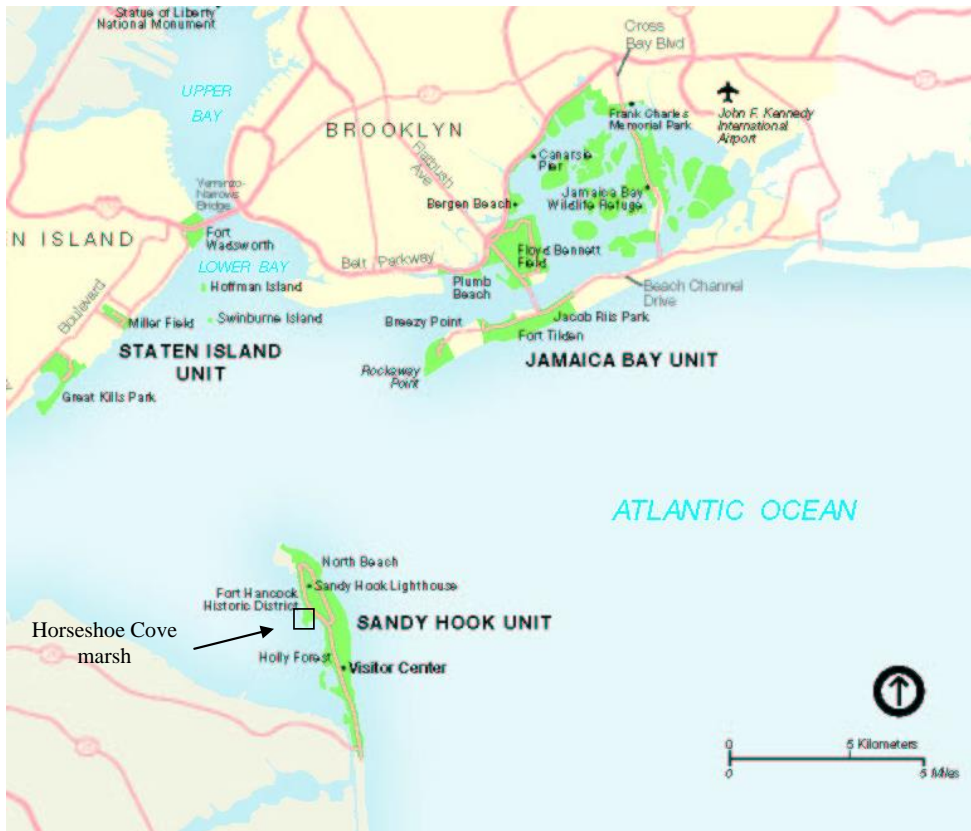 Statue of Liberty
National Monument
Cross
Bay Blvd
UPPER
BAY
Frank Charles
Memorial Park
John F. Kennedy
International
Airport
BROOKLYN
Flatbush
Ave
Canarsie
Pier
Verrazano-
Narrows
Bridge
Jamaica Bay
Wildlife Refuge
Bergen Beach
N ISLAND
Fort
Wadsworth
Floyd Bennett
Field
LOWER BAY
Belt Parkway
Plumb
Beach
Hoffman Island
Beach Channel
Drive
Boulevard
Miller Field
Swinburne Island
Breezy Point
Jacob Riis Park
Fort Tilden
STATEN ISLAND
UNIT
JAMAICA BAY UNIT
Rockaway
Point
Great Kills Park
ATLANTIC OCEAN
North Beach
Sandy Hook Lighthouse
Fort Hancock
Historic District
SANDY HOOK UNIT
Horseshoe Cove
marsh
Holly Forest
Visitor Center
0
5 Kilometers
0
5 Miles